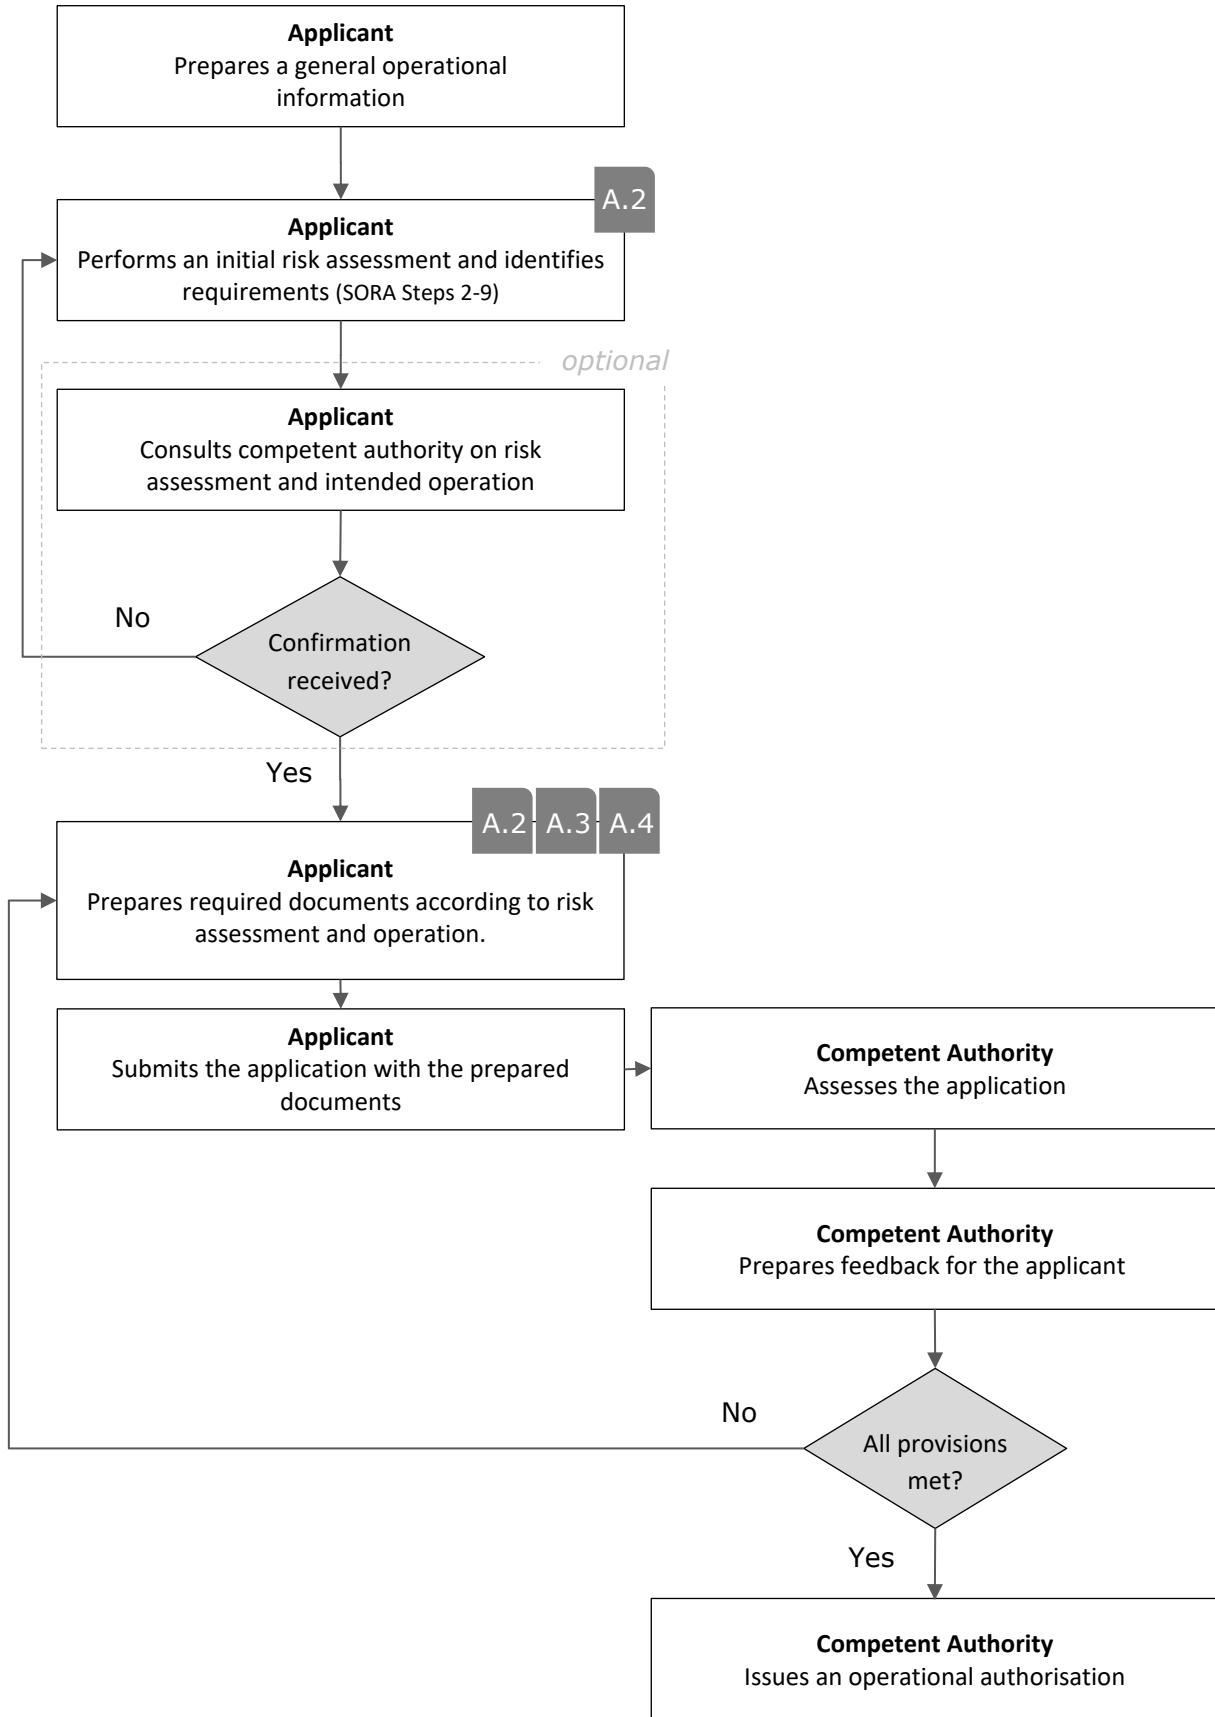 Applicant
Prepares a general operational
information
A.2
Applicant
Performs an initial risk assessment and identifies
requirements (SORA Steps 2-9)
optional
Applicant
Consults competent authority on risk
assessment and intended operation
No
Confirmation
received?
Yes
A.2 A.3 A.4
Applicant
Prepares required documents according to risk
assessment and operation.
Applicant
Submits the application with the prepared
documents
Competent Authority
Assesses the application
Competent Authority
Prepares feedback for the applicant
No
All provisions
met?
Yes
Competent Authority
Issues an operational authorisation